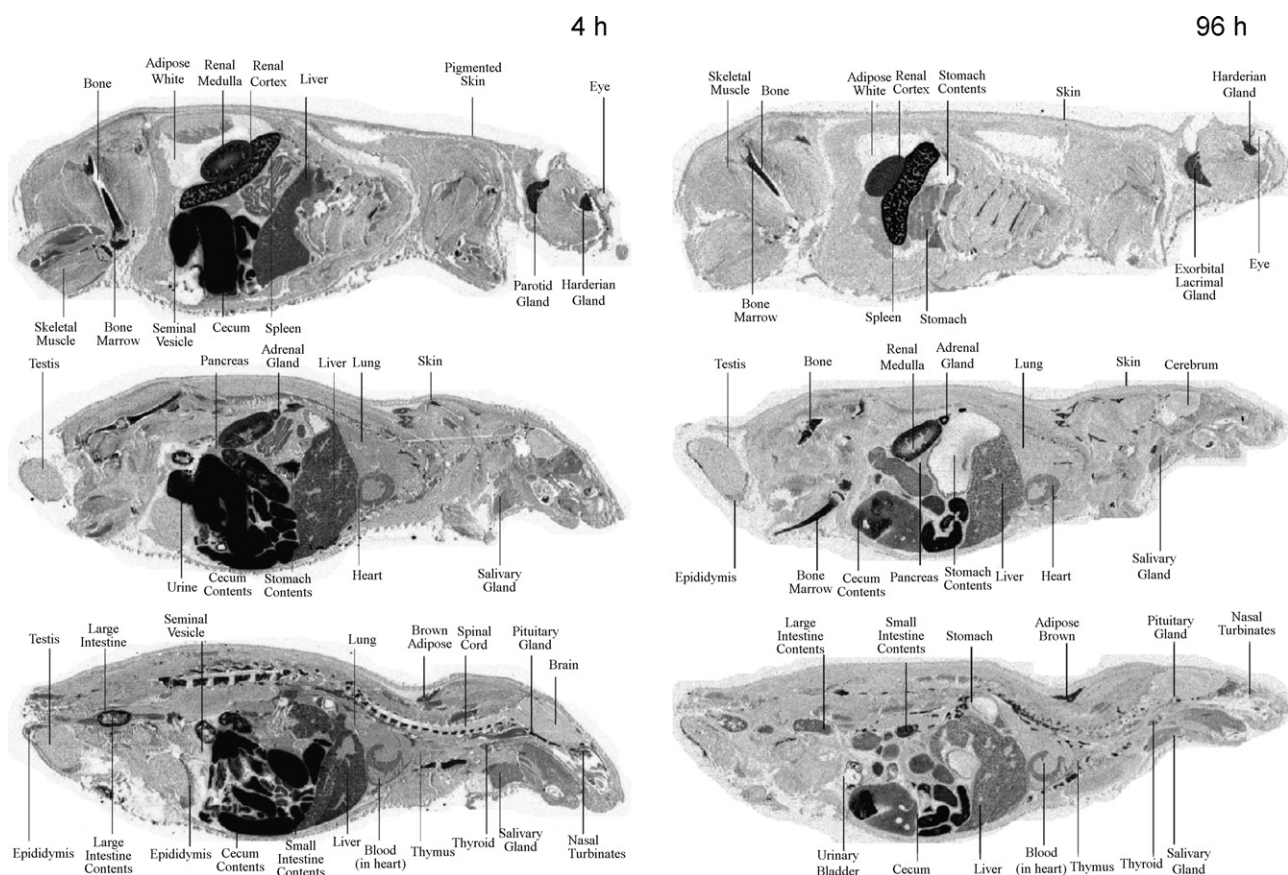 4 h
96 h
Bone
Adipose
White
Renal
Medulla
Renal
Cortex
Liver
Pigmented
Skin
Eye
Skeletal
Muscle
Bone
Marrow
Seminal
Vesicle
Cecum
Spleen
Parotid
Gland
Harderian
Gland
Skeletal
Muscle
Bone
Adipose
White
Renal
Cortex
Stomach
Contents
Skin
Harderian
Gland
Bone
Marrow
Spleen
Stomach
Exorbital
Lacrimal
Gland
Eye
Testis
Pancreas
Adrenal
Gland
Liver
Lung
Skin
Urine
Cecum
Contents
Stomach
Contents
Heart
Salivary
Gland
Testis
Bone
Renal
Medulla
Adrenal
Gland
Lung
Skin
Cerebrum
Epididymis
Bone
Marrow
Cecum
Contents
Pancreas
Stomach
Contents
Liver
Heart
Salivary
Gland
Testis
Large
Intestine
Seminal
Vesicle
Lung
Brown
Adipose
Spinal
Cord
Pituitary
Gland
Brain
Epididymis
Large
Intestine
Contents
Epididymis
Cecum
Contents
Small
Intestine
Contents
Liver
Blood
(in heart)
Thymus
Thyroid
Salivary
Gland
Nasal
Turbinates
Large
Intestine
Contents
Small
Intestine
Contents
Stomach
Adipose
Brown
Pituitary
Gland
Nasal
Turbinates
Urinary
Bladder
Cecum
Liver
Blood
(in heart)
Thymus
Thyroid
Salivary
Gland